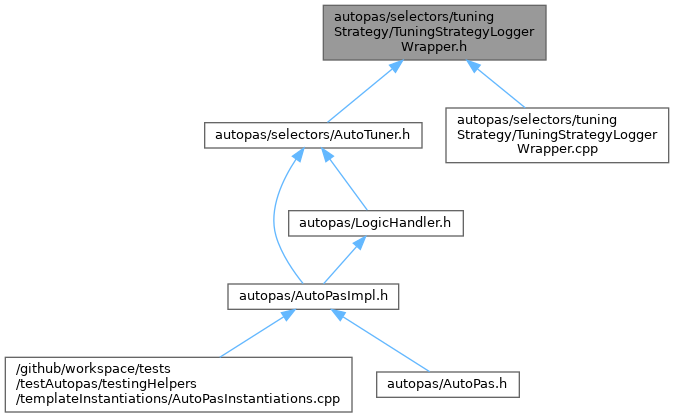 autopas/selectors/tuning
Strategy/TuningStrategyLogger
Wrapper.h
autopas/selectors/AutoTuner.h
autopas/selectors/tuning
Strategy/TuningStrategyLogger
Wrapper.cpp
autopas/LogicHandler.h
autopas/AutoPasImpl.h
/github/workspace/tests
/testAutopas/testingHelpers
/templateInstantiations/AutoPasInstantiations.cpp
autopas/AutoPas.h